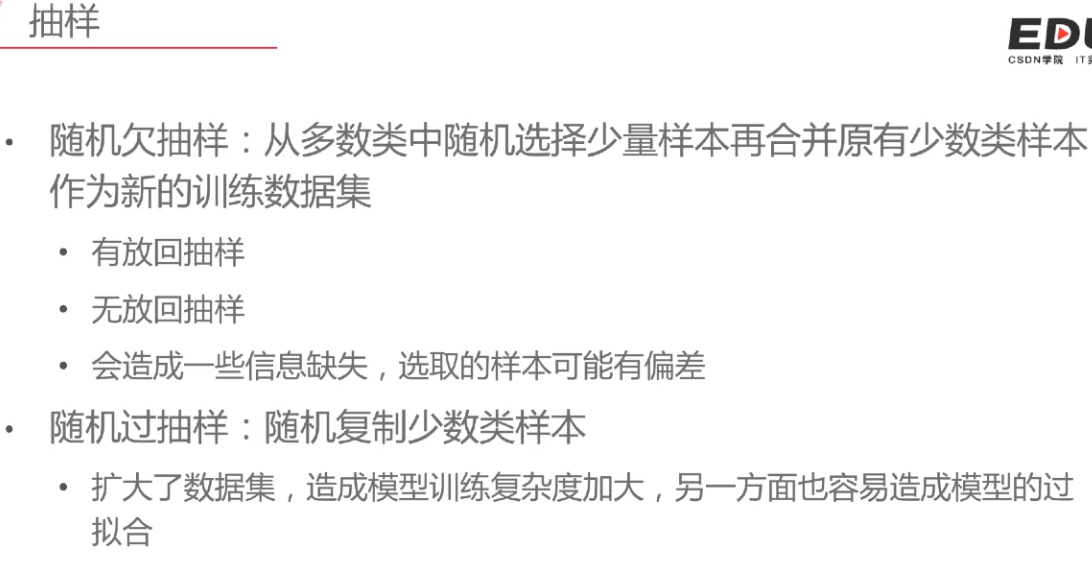 抽样
EDU
CSDN学院 IT实
• 随机欠抽样：从多数类中随机选择少量样本再合并原有少数类样本
作为新的训练数据集
• 有放回抽样
• 无放回抽样
• 会造成一些信息缺失，选取的样本可能有偏差
• 随机过抽样：随机复制少数类样本
• 扩大了数据集，造成模型训练复杂度加大，另一方面也容易造成模型的过
拟合